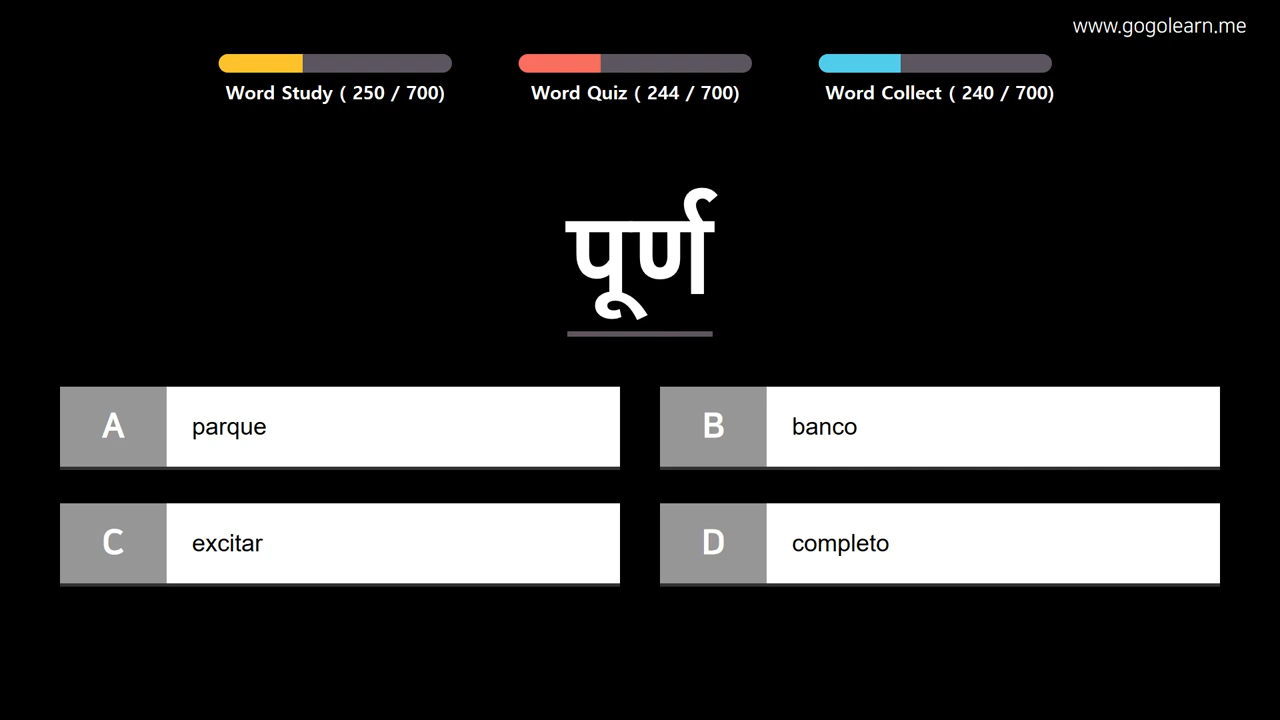 www.gogolearn.me
Word Study ( 250 / 700)
Word Quiz ( 244 / 700)
Word Collect ( 240 / 700)
पूर्ण
A parque
B banco
C excitar
D completo